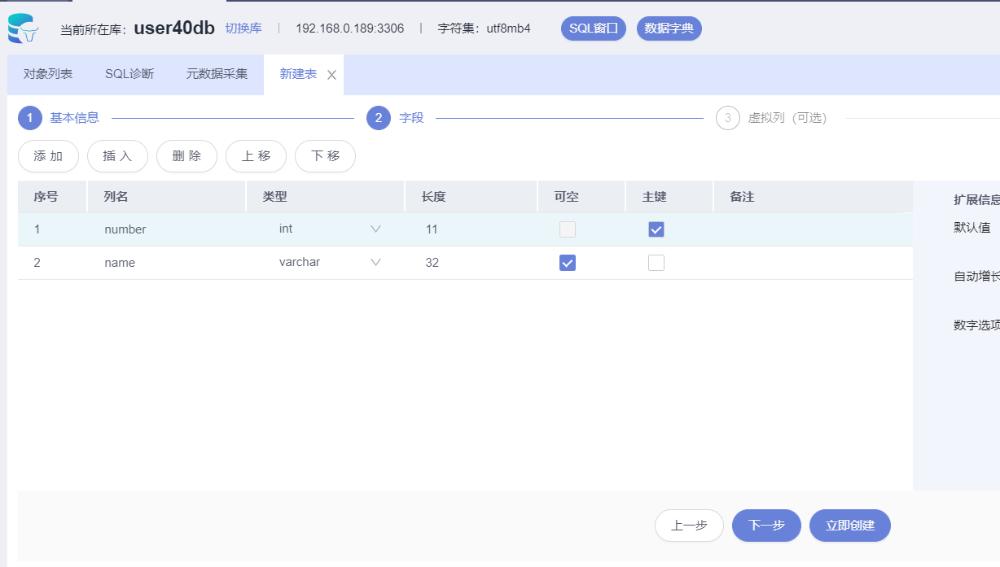 当前所在库： user40db 切换库 | 192.168.0.189:3306 | 字符集： utf8mb4 SQL窗口 数据字典
对象列表 SQL诊断 元数据采集 新建表
1 基本信息 2 字段 3 虚拟列 (可选)
添 加 插 入 删 除 上 移 下 移
序号 列名 类型 长度 可空 主键 备注 扩展信息
1 number int 11 默认值
2 name varchar 32
自动增长
数字选项
上一步 下一步 立即创建